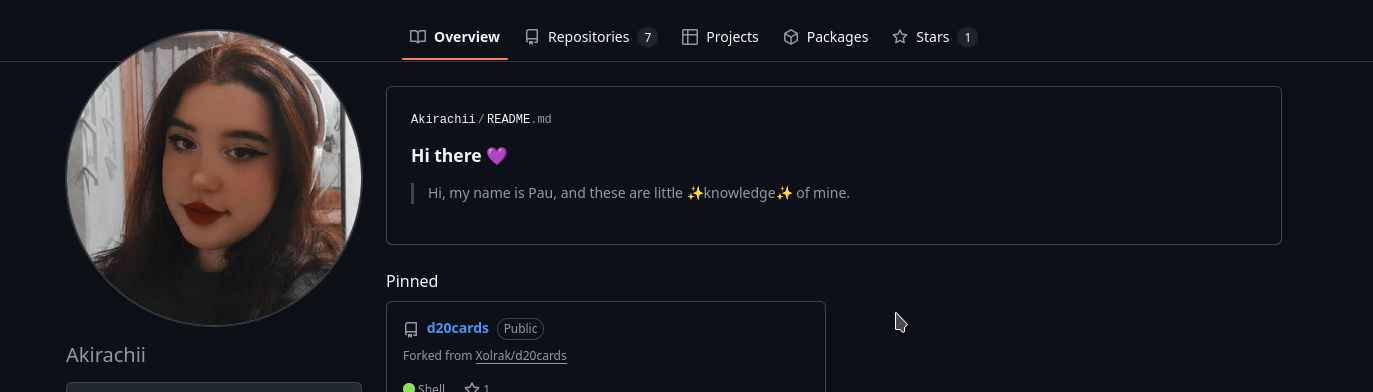 Overview Repositories 7 Projects Packages Stars 1
Akirachii/README.md
Hi there 💜
Hi, my name is Pau, and these are little ✨knowledge✨ of mine.
Pinned
d20cards Public
Forked from Xolrak/d20cards
Shell 1
Akirachii